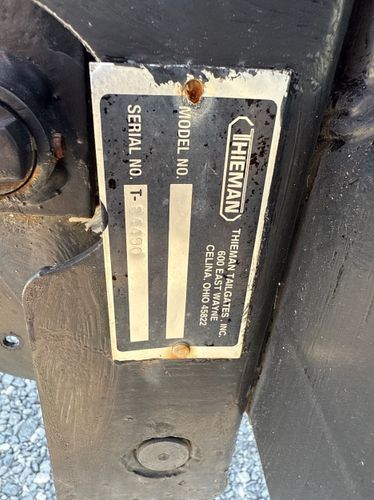 THIEMAN
THIEMAN TAILGATES, INC.
600 EAST WAYNE
CELINA, OHIO 45822
MODEL NO.
SERIAL NO. T-